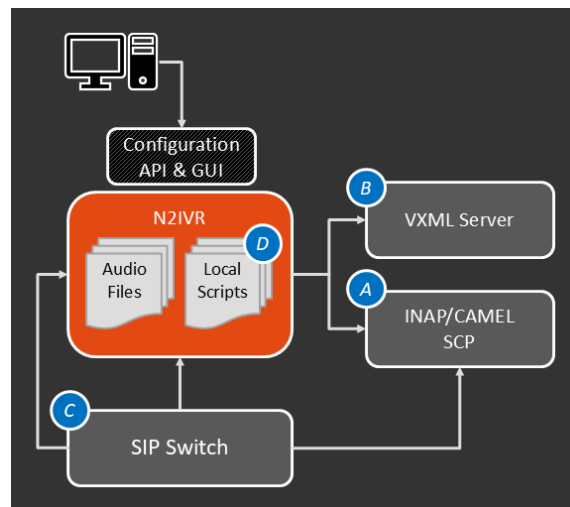 Configuration
API & GUI
N2IVR
D
Audio
Files
Local
Scripts
B
VXML Server
A
INAP/CAMEL
SCP
C
SIP Switch